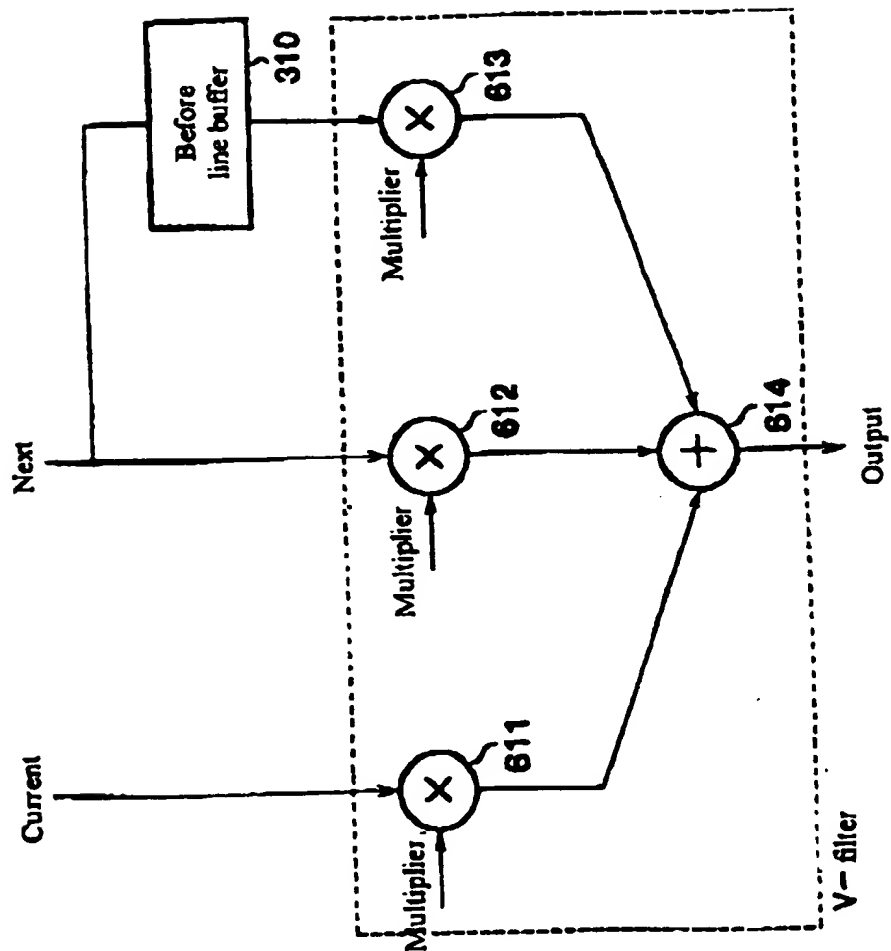 Current
Next
Before
line buffer
310
Multiplier
611
Multiplier
612
Multiplier
613
614
V-filter
Output